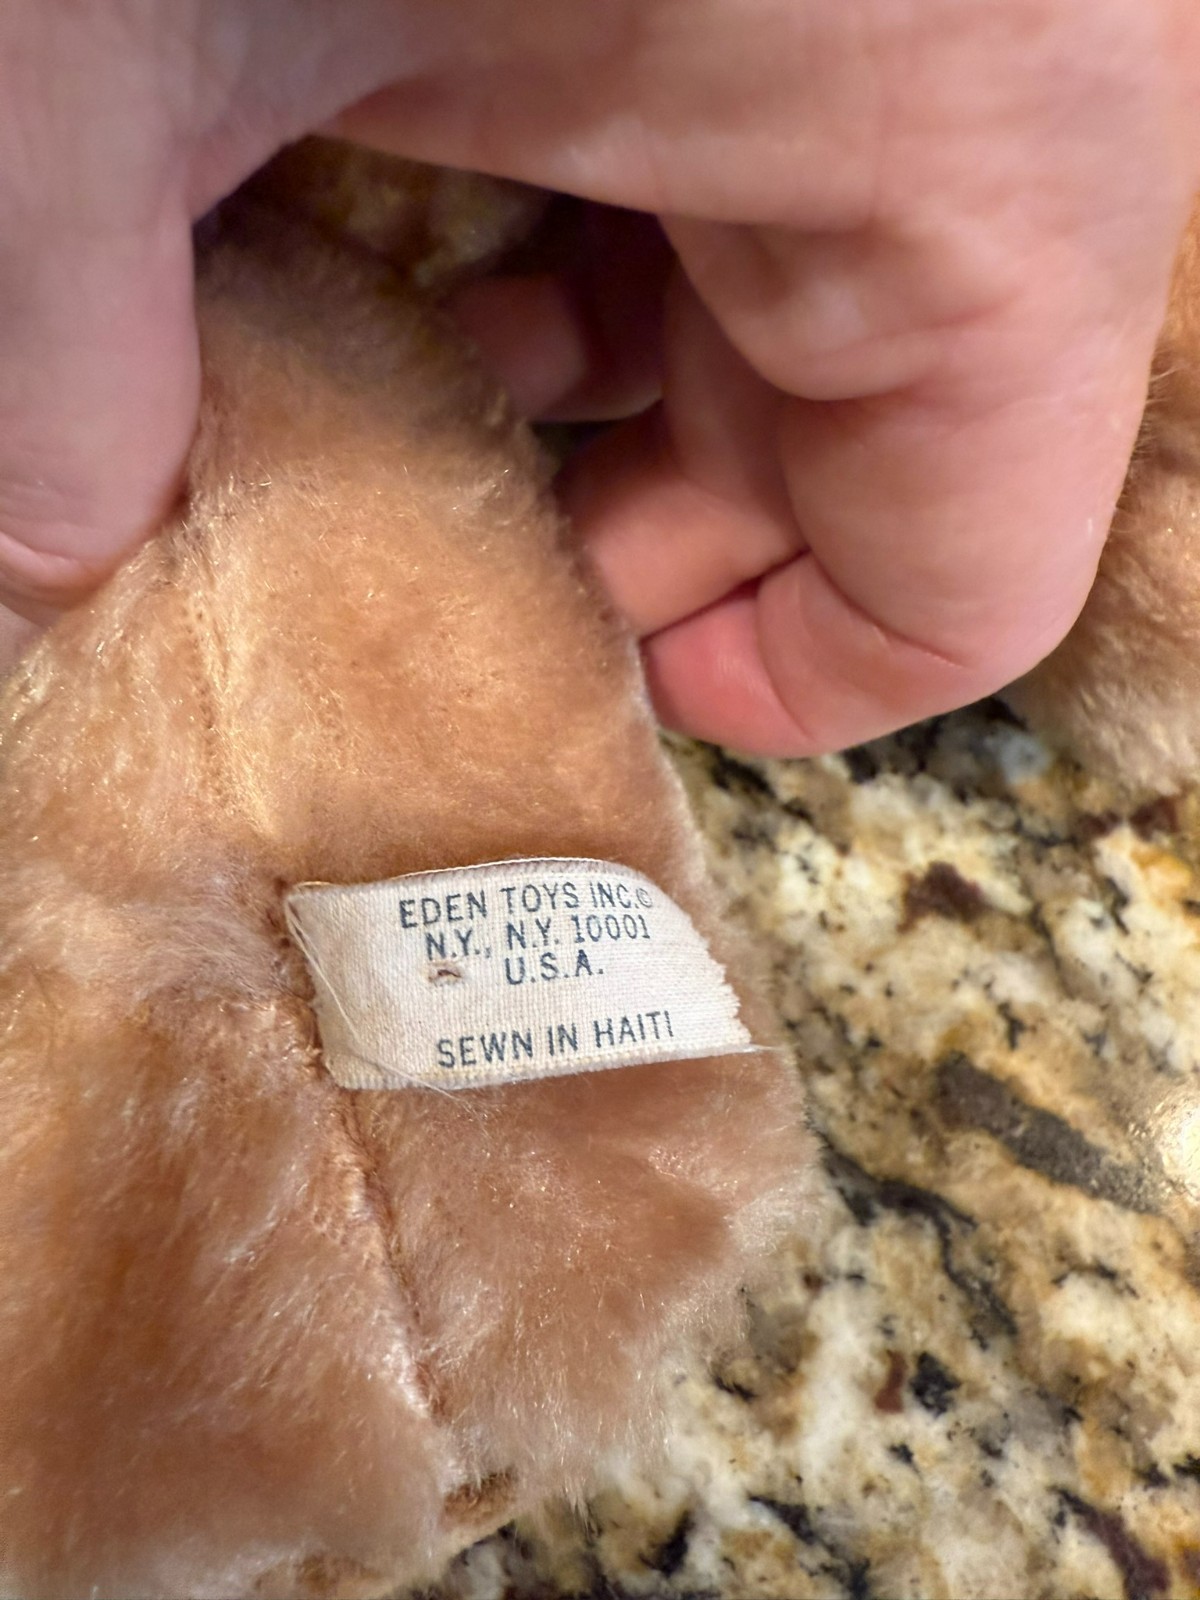 EDEN TOYS INC.©
N.Y., N.Y. 10001
U.S.A.
SEWN IN HAITI